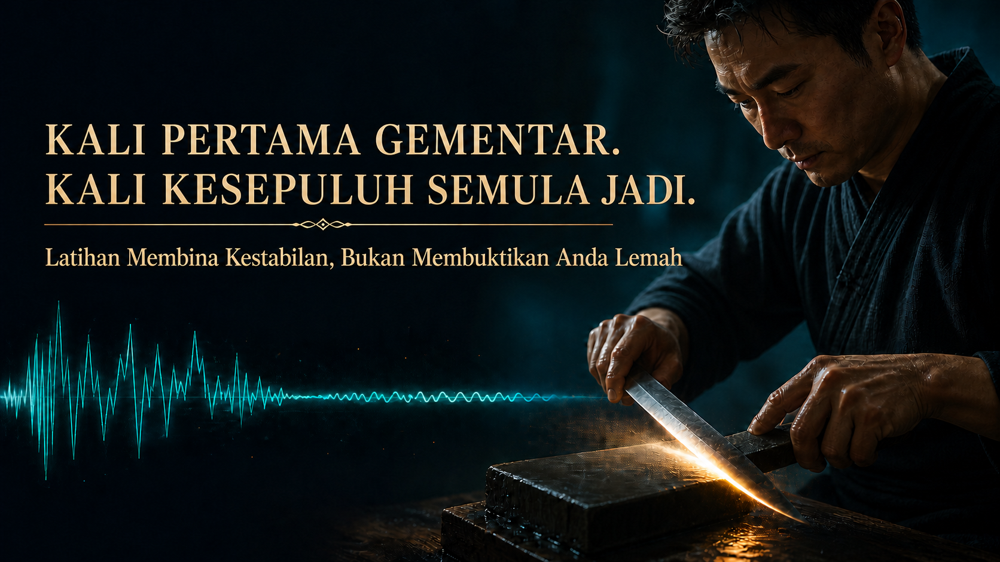 KALI PERTAMA GEMENTAR.
KALI KESEPULUH SEMULA JADI.
Latihan Membina Kestabilan, Bukan Membuktikan Anda Lemah